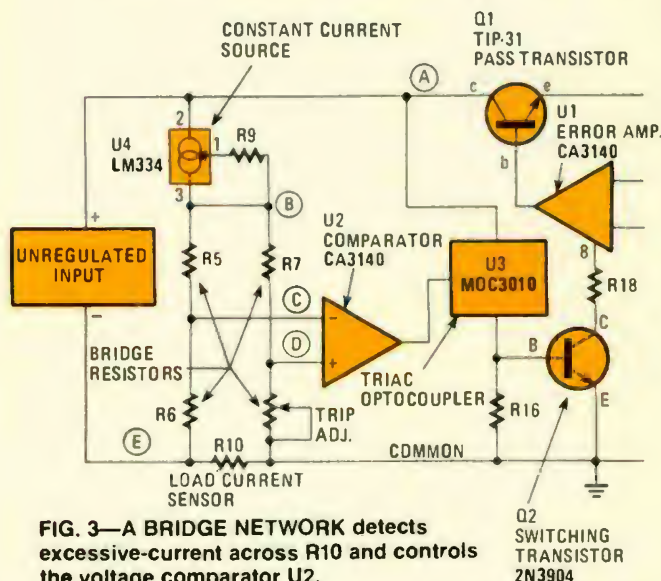 CONSTANT CURRENT
SOURCE
Q1
TIP-31
PASS TRANSISTOR
A
c
e
2
U4
LM334
1
R9
3
U1
ERROR AMP.
CA3140
b
B
UNREGULATED
INPUT
+
−
R5
R7
U2
COMPARATOR
CA3140
U3
MOC3010
8
R18
C
−
D
+
B
C
E
BRIDGE
RESISTORS
R6
TRIP
ADJ.
TRIAC
OPTOCOUPLER
R16
E
R10
COMMON
LOAD CURRENT
SENSOR
Q2
SWITCHING
TRANSISTOR
2N3904
FIG. 3—A BRIDGE NETWORK detects
excessive-current across R10 and controls
the voltage comparator U2.